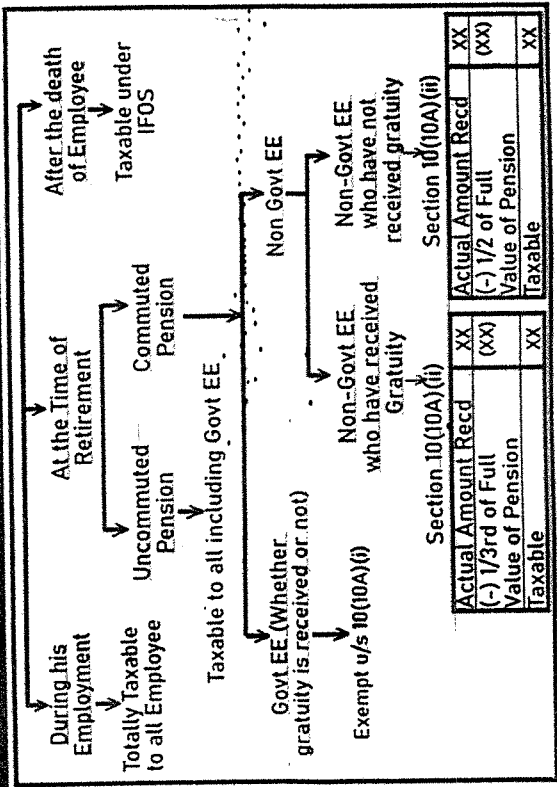 During his
Employment
Totally Taxable
to all Employee
At the Time of
Retirement
Uncommuted
Pension
Commuted
Pension
After the death
of Employee
Taxable under
IFOS
Taxable to all including Govt EE
Govt EE (Whether
gratuity is received or not)
Exempt u/s 10(10A)(i)
Non Govt EE
Non-Govt EE
who have received
Gratuity
Section 10(10A)(ii)
Actual Amount Recd XX
(-) 1/3rd of Full (XX)
Value of Pension
Taxable XX
Non-Govt EE
who have not
received gratuity
Section 10(10A)(ii)
Actual Amount Recd XX
(-) 1/2 of Full (XX)
Value of Pension
Taxable XX